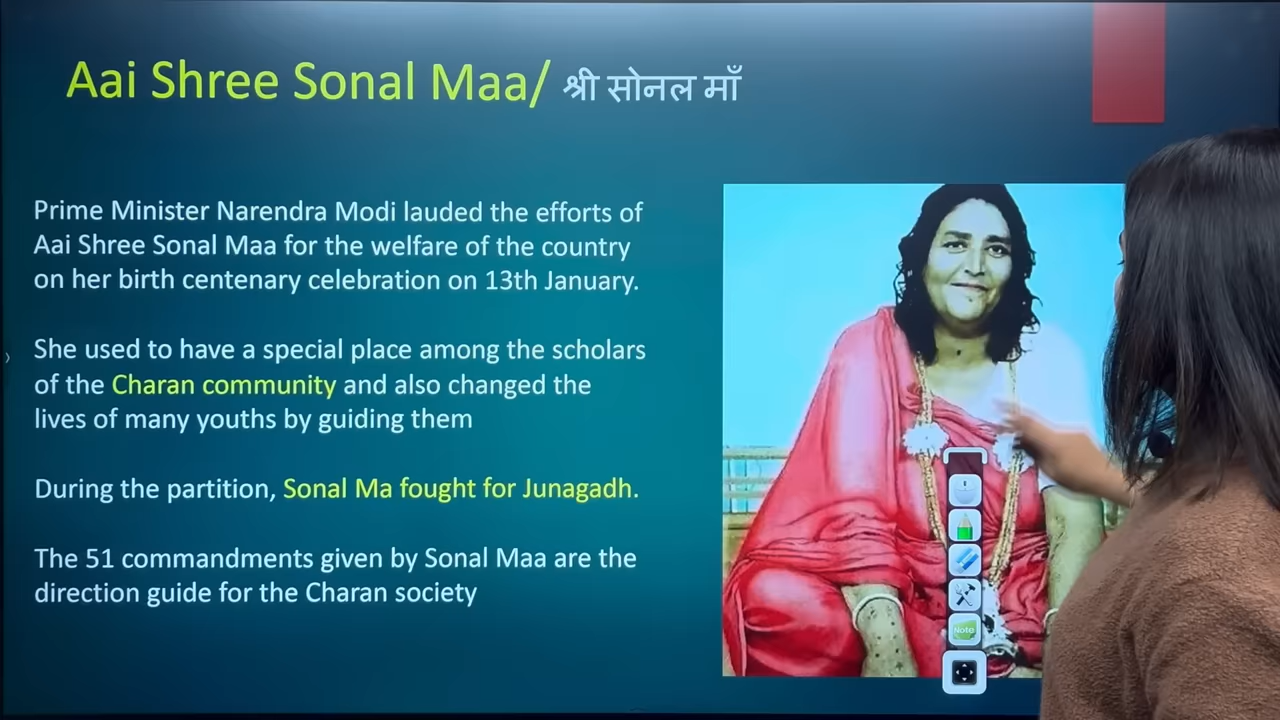 Aai Shree Sonal Maa/ श्री सोनल माँ
Prime Minister Narendra Modi lauded the efforts of
Aai Shree Sonal Maa for the welfare of the country
on her birth centenary celebration on 13th January.
She used to have a special place among the scholars
of the Charan community and also changed the
lives of many youths by guiding them
During the partition, Sonal Ma fought for Junagadh.
The 51 commandments given by Sonal Maa are the
direction guide for the Charan society
Note